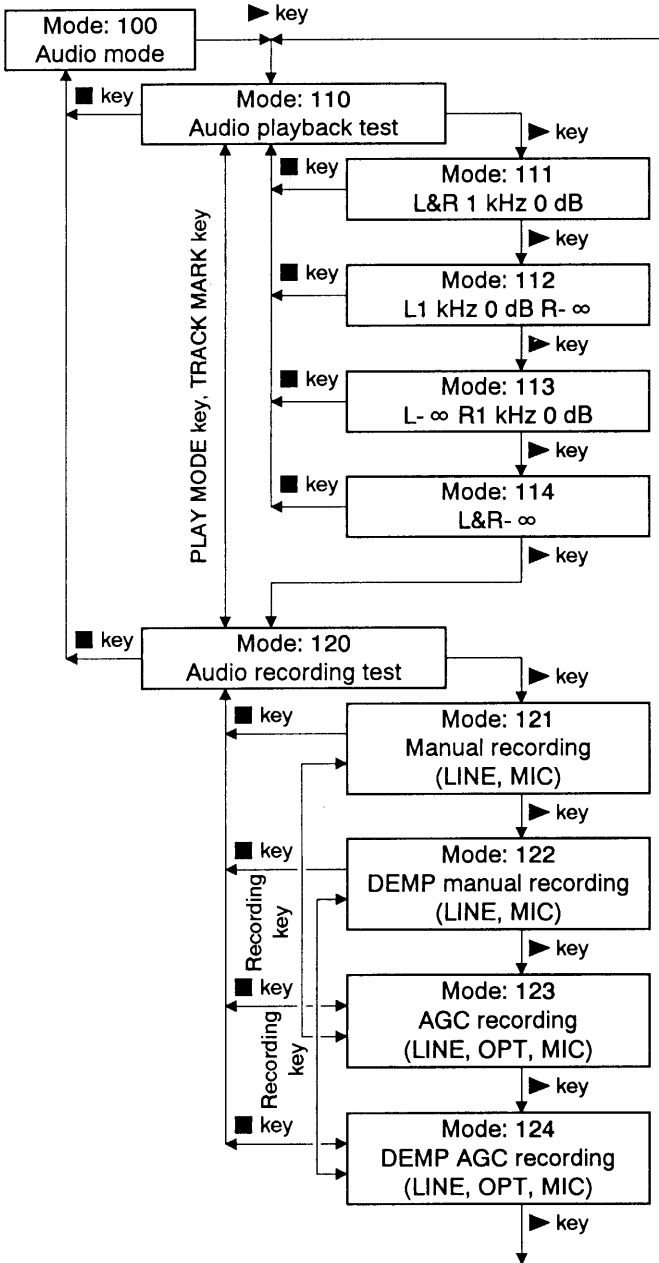 ▶ key
Mode: 100
Audio mode
■ key
Mode: 110
Audio playback test
▶ key
■ key
Mode: 111
L&R 1 kHz 0 dB
▶ key
■ key
Mode: 112
L1 kHz 0 dB R- ∞
▶ key
■ key
Mode: 113
L- ∞ R1 kHz 0 dB
▶ key
■ key
Mode: 114
L&R- ∞
▶ key
PLAY MODE key, TRACK MARK key
■ key
Mode: 120
Audio recording test
▶ key
■ key
Mode: 121
Manual recording
(LINE, MIC)
▶ key
■ key
Mode: 122
DEMP manual recording
(LINE, MIC)
▶ key
Recording
key
■ key
Mode: 123
AGC recording
(LINE, OPT, MIC)
▶ key
Recording
key
■ key
Mode: 124
DEMP AGC recording
(LINE, OPT, MIC)
▶ key